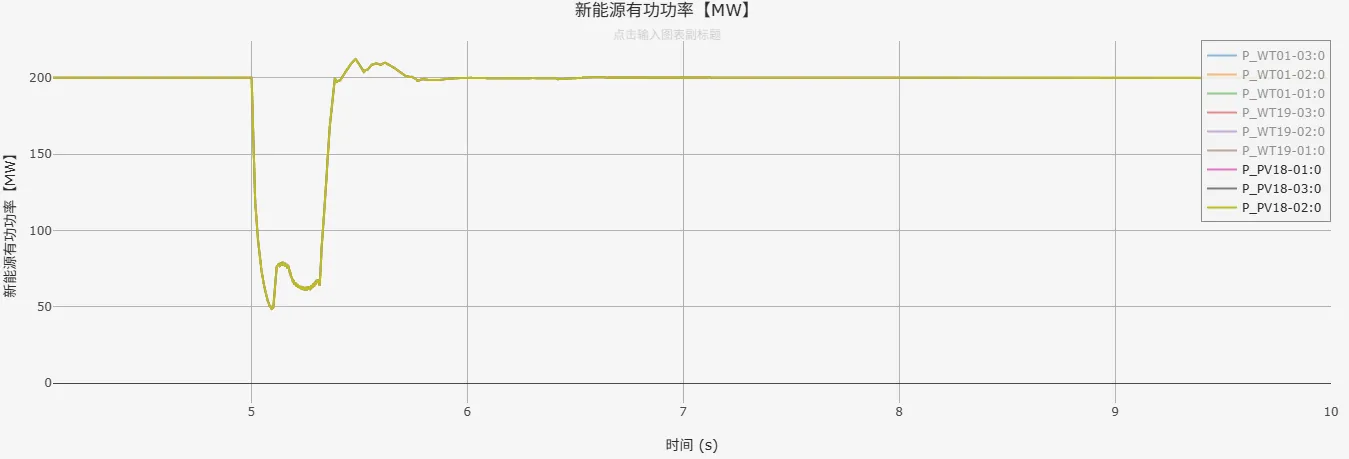 新能源有功功率【MW】
点击输入图表副标题
新能源有功功率【MW】
200
150
100
50
0
5
6
7
8
9
10
时间 (s)
P_WT01-03:0
P_WT01-02:0
P_WT01-01:0
P_WT19-03:0
P_WT19-02:0
P_WT19-01:0
P_PV18-01:0
P_PV18-03:0
P_PV18-02:0